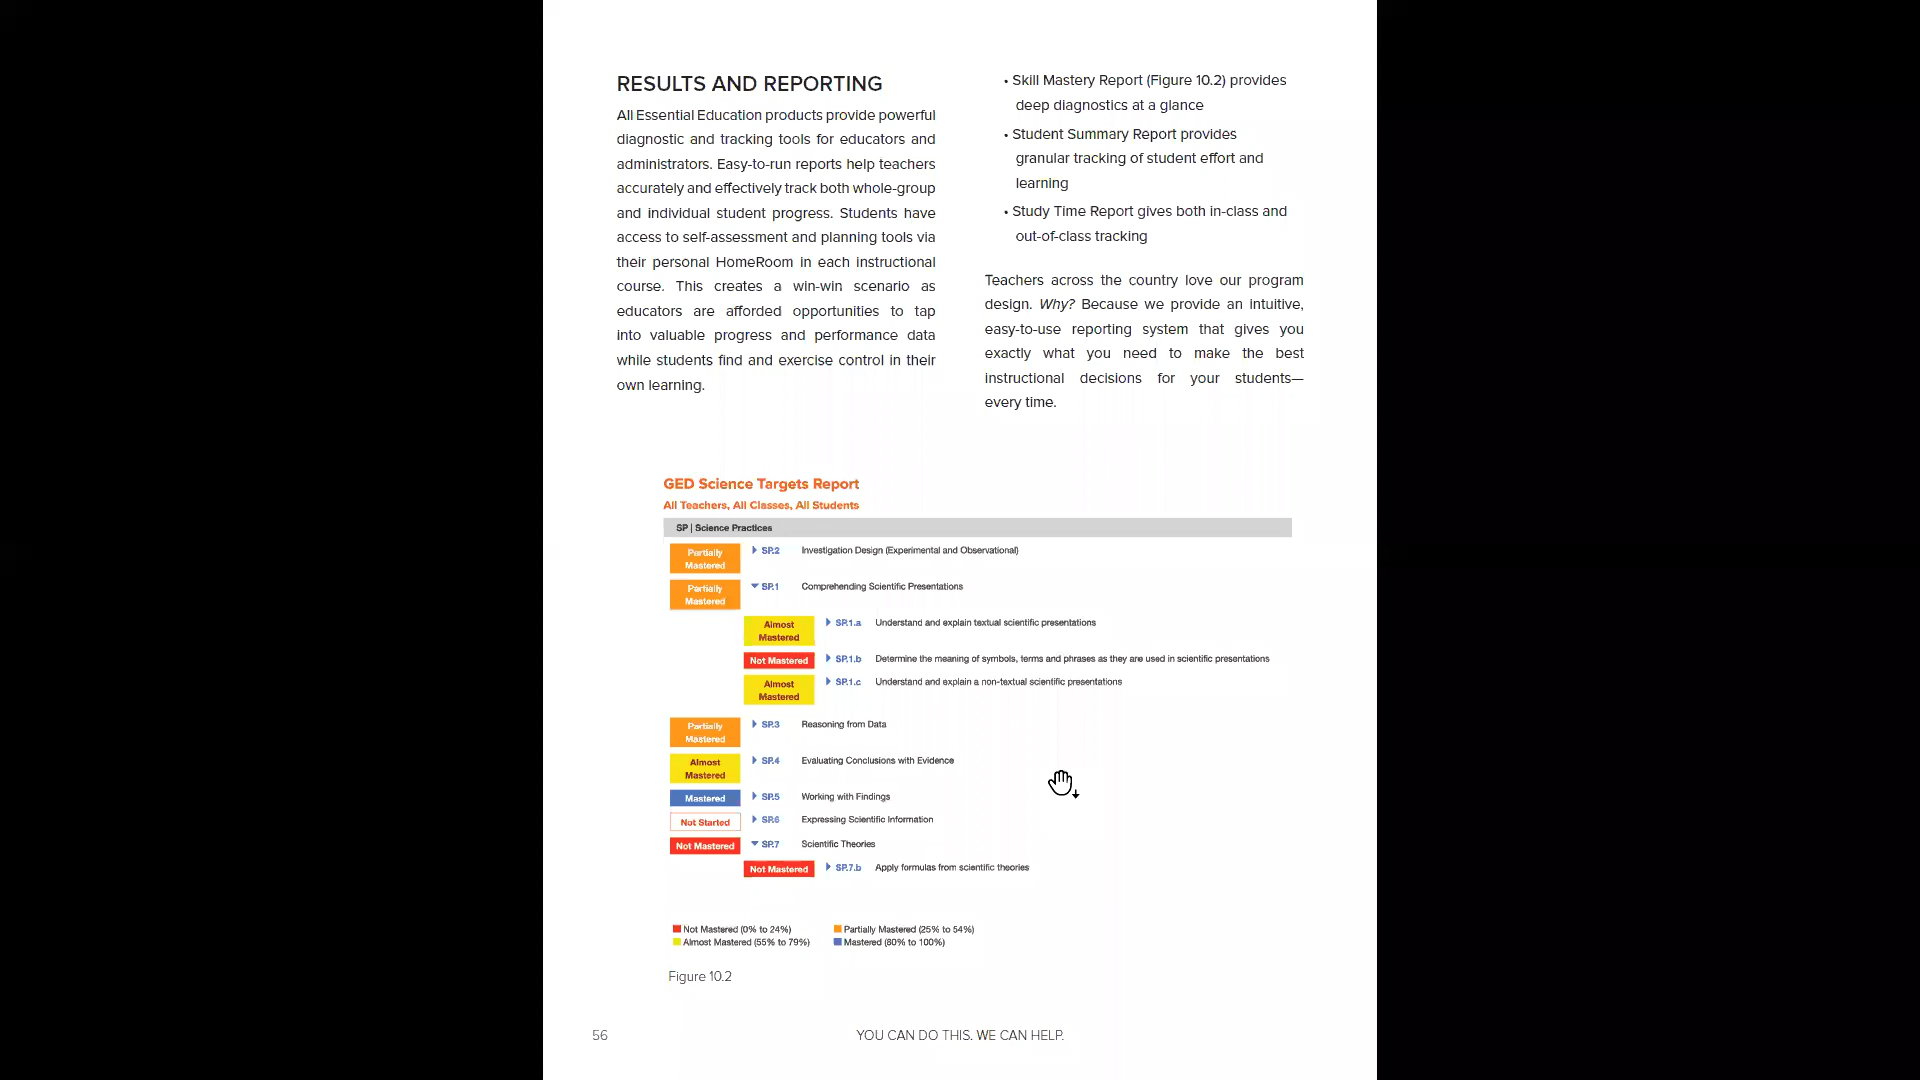 RESULTS AND REPORTING
All Essential Education products provide powerful
diagnostic and tracking tools for educators and
administrators. Easy-to-run reports help teachers
accurately and effectively track both whole-group
and individual student progress. Students have
access to self-assessment and planning tools via
their personal HomeRoom in each instructional
course. This creates a win-win scenario as
educators are afforded opportunities to tap
into valuable progress and performance data
while students find and exercise control in their
own learning.
• Skill Mastery Report (Figure 10.2) provides
deep diagnostics at a glance
• Student Summary Report provides
granular tracking of student effort and
learning
• Study Time Report gives both in-class and
out-of-class tracking
Teachers across the country love our program
design. Why? Because we provide an intuitive,
easy-to-use reporting system that gives you
exactly what you need to make the best
instructional decisions for your students—
every time.
GED Science Targets Report
All Teachers, All Classes, All Students
SP | Science Practices
Partially Mastered SP.2 Investigation Design (Experimental and Observational)
Partially Mastered SP.1 Comprehending Scientific Presentations
Almost Mastered SP.1.a Understand and explain textual scientific presentations
Not Mastered SP.1.b Determine the meaning of symbols, terms and phrases as they are used in scientific presentations
Almost Mastered SP.1.c Understand and explain a non-textual scientific presentations
Partially Mastered SP.3 Reasoning from Data
Almost Mastered SP.4 Evaluating Conclusions with Evidence
Mastered SP.5 Working with Findings
Not Started SP.6 Expressing Scientific Information
Not Mastered SP.7 Scientific Theories
Not Mastered SP.7.b Apply formulas from scientific theories
Not Mastered (0% to 24%) Partially Mastered (25% to 54%)
Almost Mastered (55% to 79%) Mastered (80% to 100%)
Figure 10.2
56 YOU CAN DO THIS. WE CAN HELP.